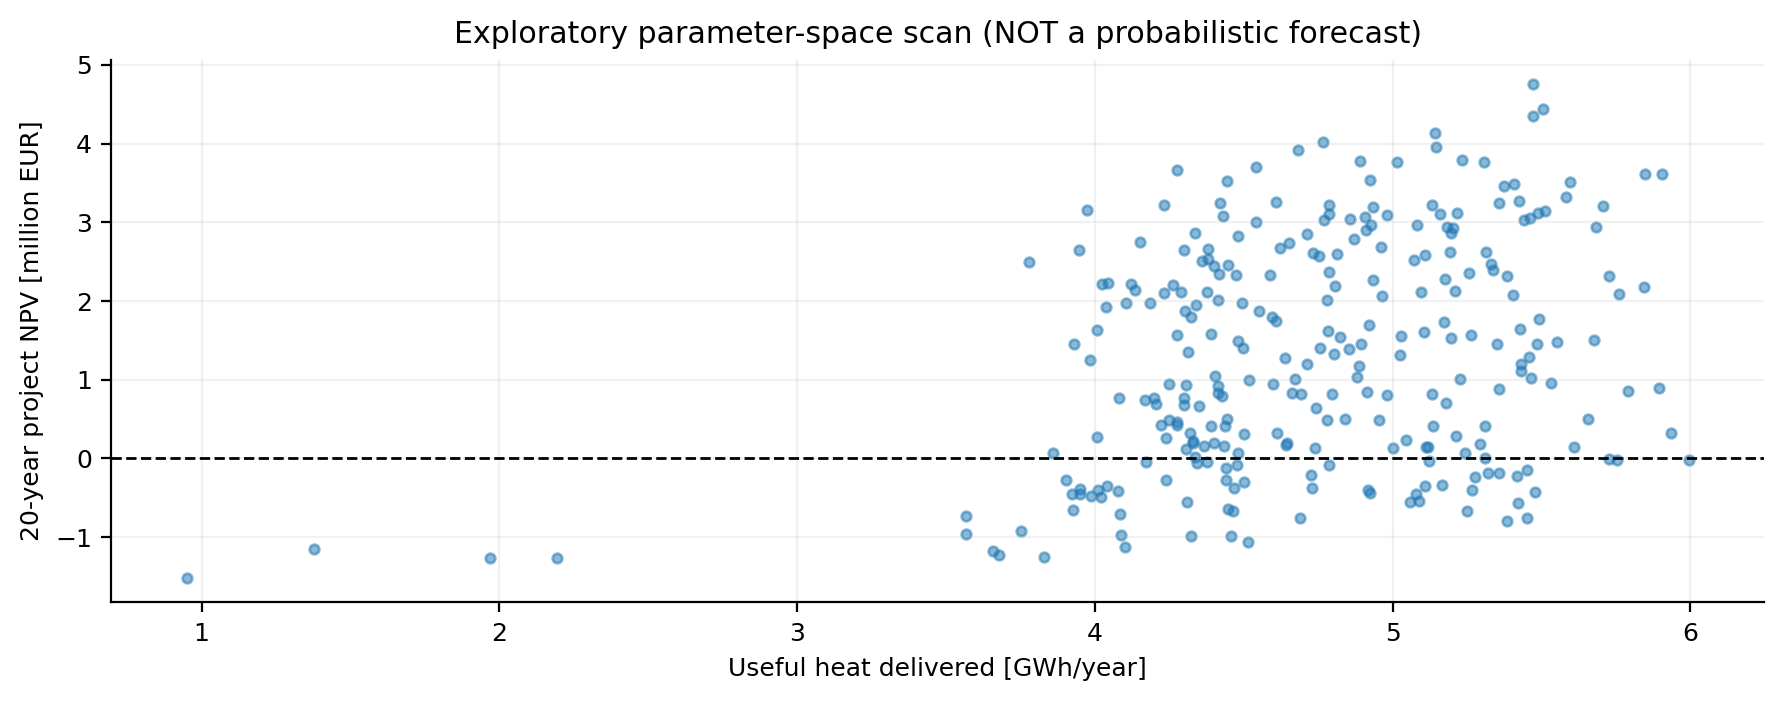 Exploratory parameter-space scan (NOT a probabilistic forecast)
20-year project NPV [million EUR]
5
4
3
2
1
0
−1
1 2 3 4 5 6
Useful heat delivered [GWh/year]